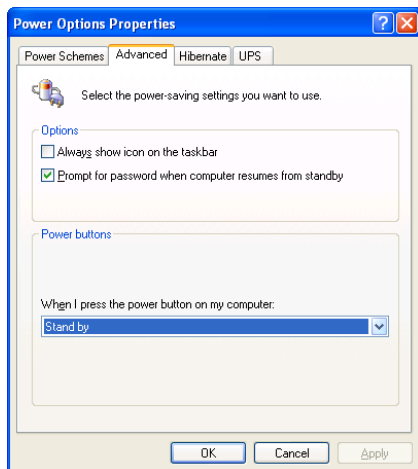 Power Options Properties
Power Schemes Advanced Hibernate UPS
Select the power-saving settings you want to use.
Options
Always show icon on the taskbar
Prompt for password when computer resumes from standby
Power buttons
When I press the power button on my computer:
Stand by
OK Cancel Apply